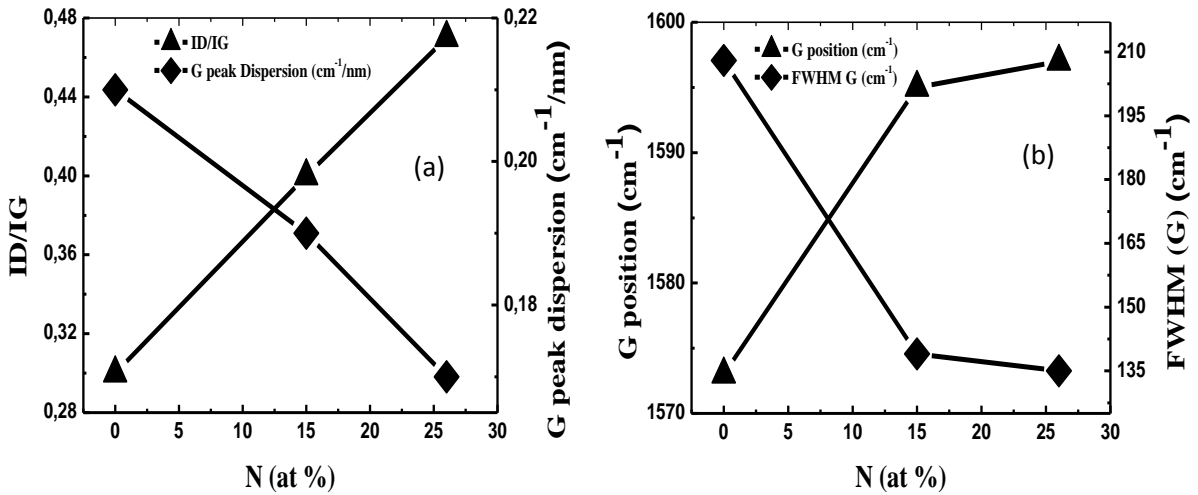 0,48
0,44
0,40
0,36
0,32
0,28
ID/IG
ID/IG
G peak Dispersion (cm-1/nm)
(a)
0,22
0,20
0,18
G peak dispersion (cm-1/nm)
0 5 10 15 20 25 30
N (at %)
1600
1590
1580
1570
G position (cm-1)
G position (cm-1)
FWHM G (cm-1)
(b)
210
195
180
165
150
135
FWHM (G) (cm-1)
0 5 10 15 20 25 30
N (at %)